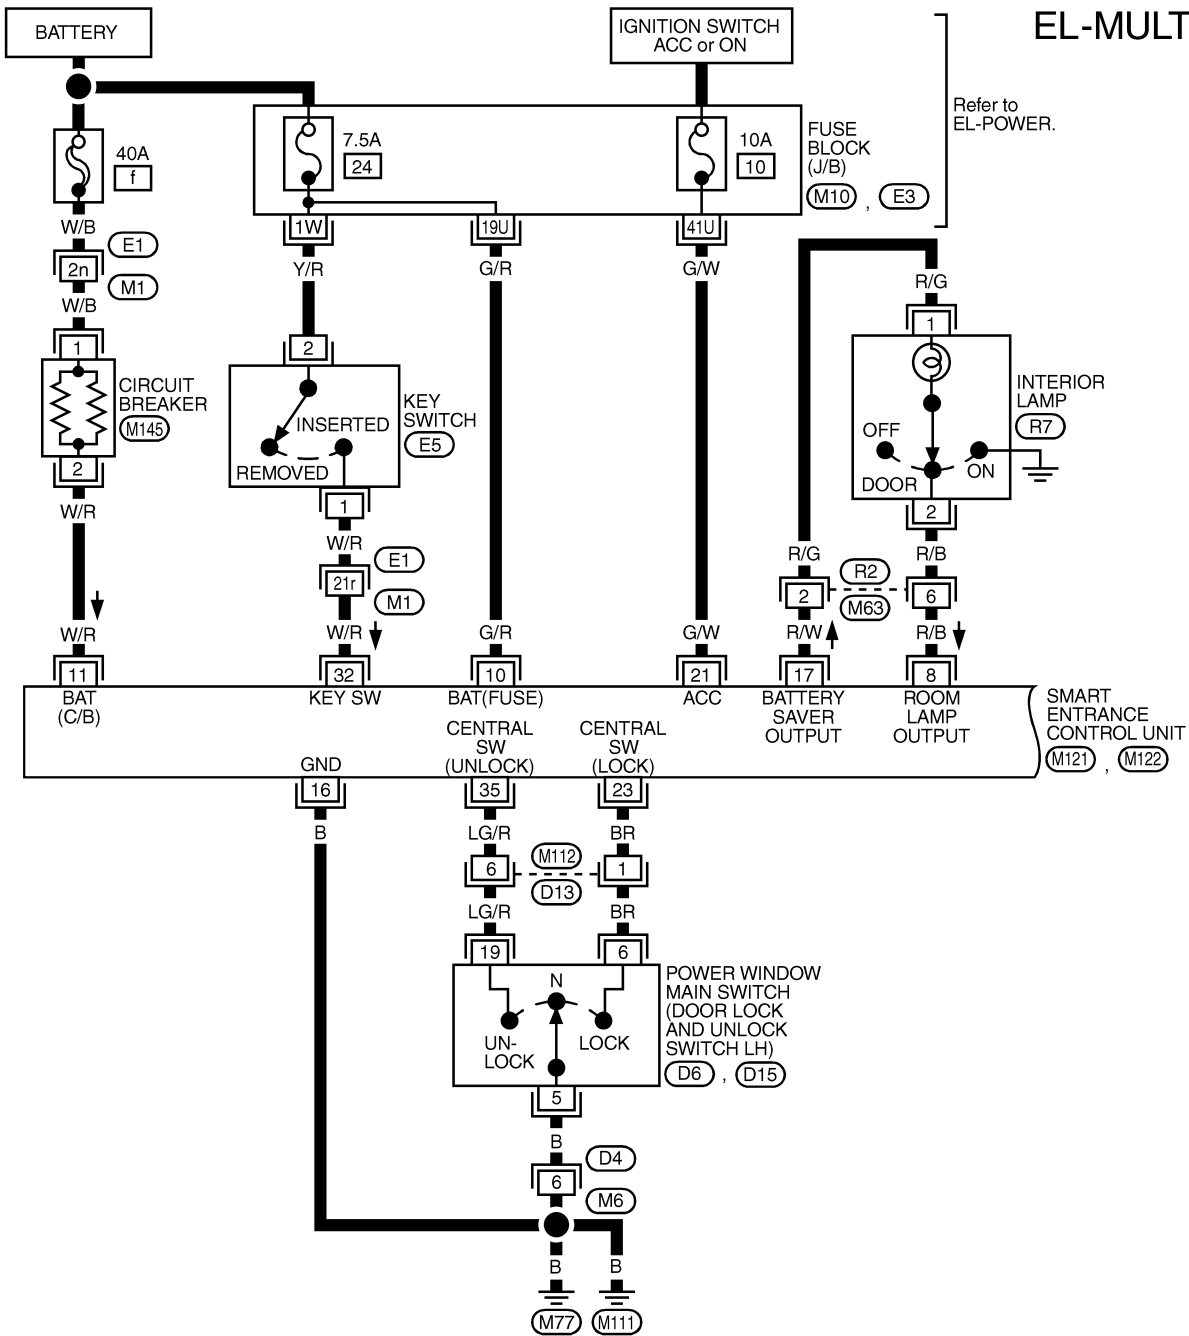 EL-MULT
BATTERY
IGNITION SWITCH
ACC or ON
Refer to
EL-POWER.
40A
f
7.5A
24
10A
10
FUSE
BLOCK
(J/B)
M10 , E3
W/B
E1
2n
M1
W/B
1W
19U
41U
Y/R
G/R
G/W
R/G
1
CIRCUIT
BREAKER
M145
2
W/R
2
INSERTED
REMOVED
KEY
SWITCH
E5
1
W/R
E1
21r
M1
1
OFF
DOOR
ON
INTERIOR
LAMP
R7
2
R/G
R/B
R2
2
6
M63
W/R
W/R
G/R
G/W
R/W
R/B
11
32
10
21
17
8
BAT
(C/B)
KEY SW
BAT(FUSE)
ACC
BATTERY
SAVER
OUTPUT
ROOM
LAMP
OUTPUT
SMART
ENTRANCE
CONTROL UNIT
M121 , M122
GND
CENTRAL
SW
(UNLOCK)
CENTRAL
SW
(LOCK)
16
35
23
B
LG/R
BR
M112
6
1
D13
LG/R
BR
19
6
N
UN-
LOCK
LOCK
POWER WINDOW
MAIN SWITCH
(DOOR LOCK
AND UNLOCK
SWITCH LH)
D6 , D15
5
B
D4
6
M6
B
B
M77
M111